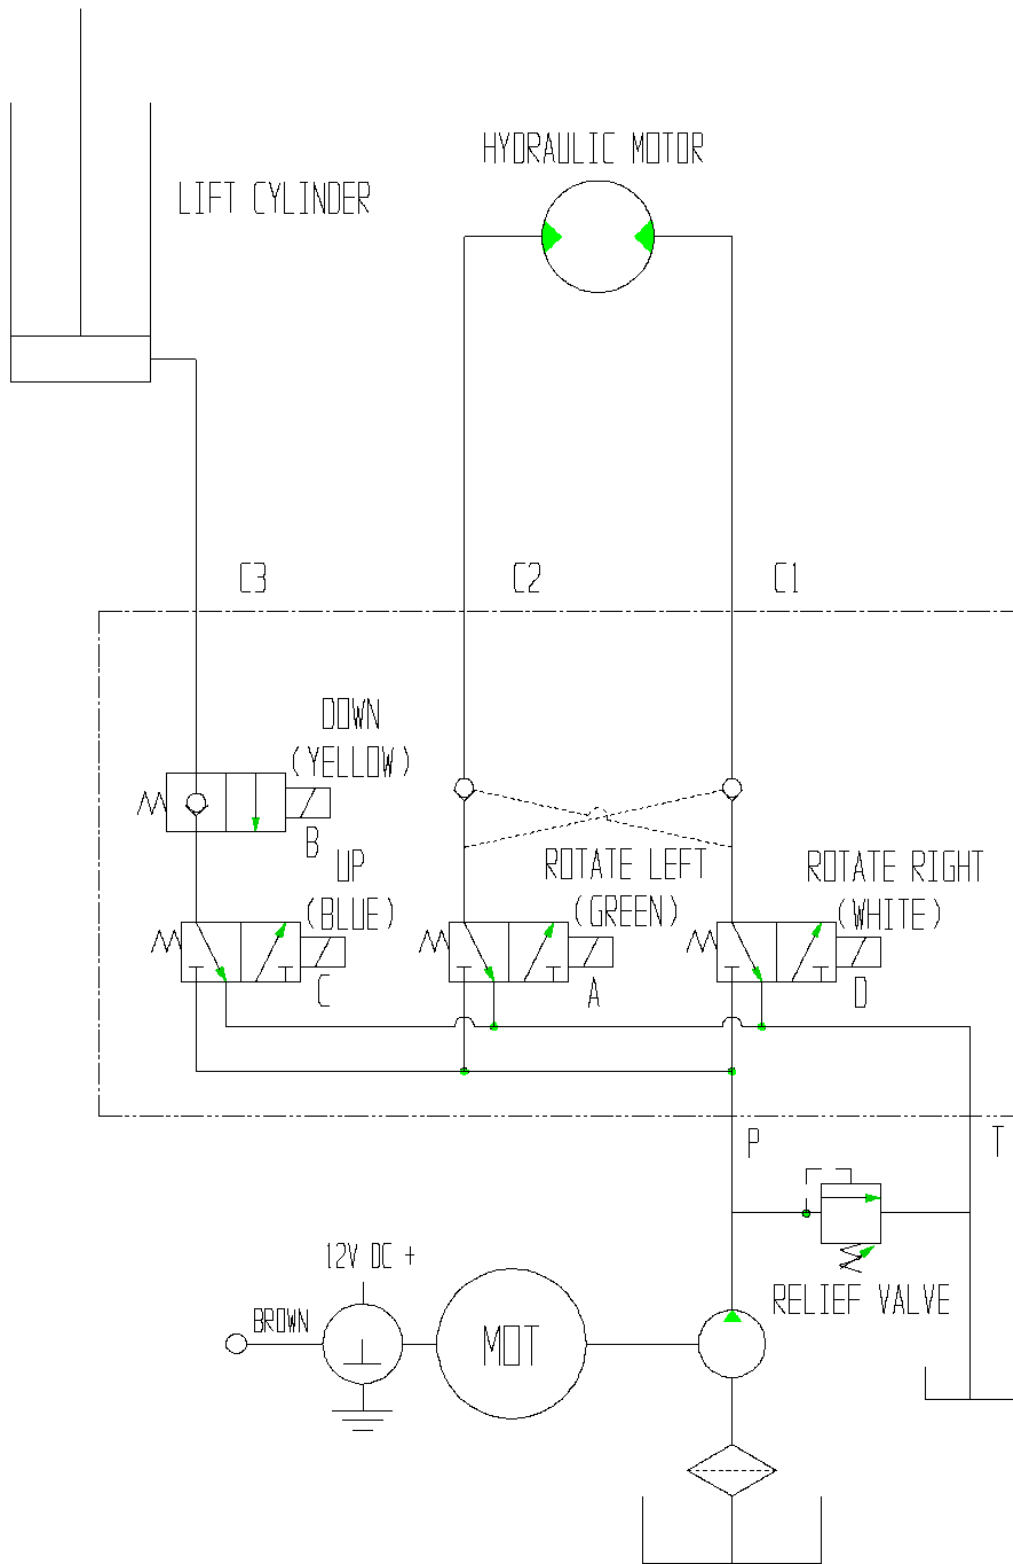 HYDRAULIC MOTOR
LIFT CYLINDER
C3
C2
C1
DOWN
(YELLOW)
B
UP
(BLUE)
C
ROTATE LEFT
(GREEN)
A
ROTATE RIGHT
(WHITE)
D
P
T
RELIEF VALVE
12V DC +
BROWN
MOT